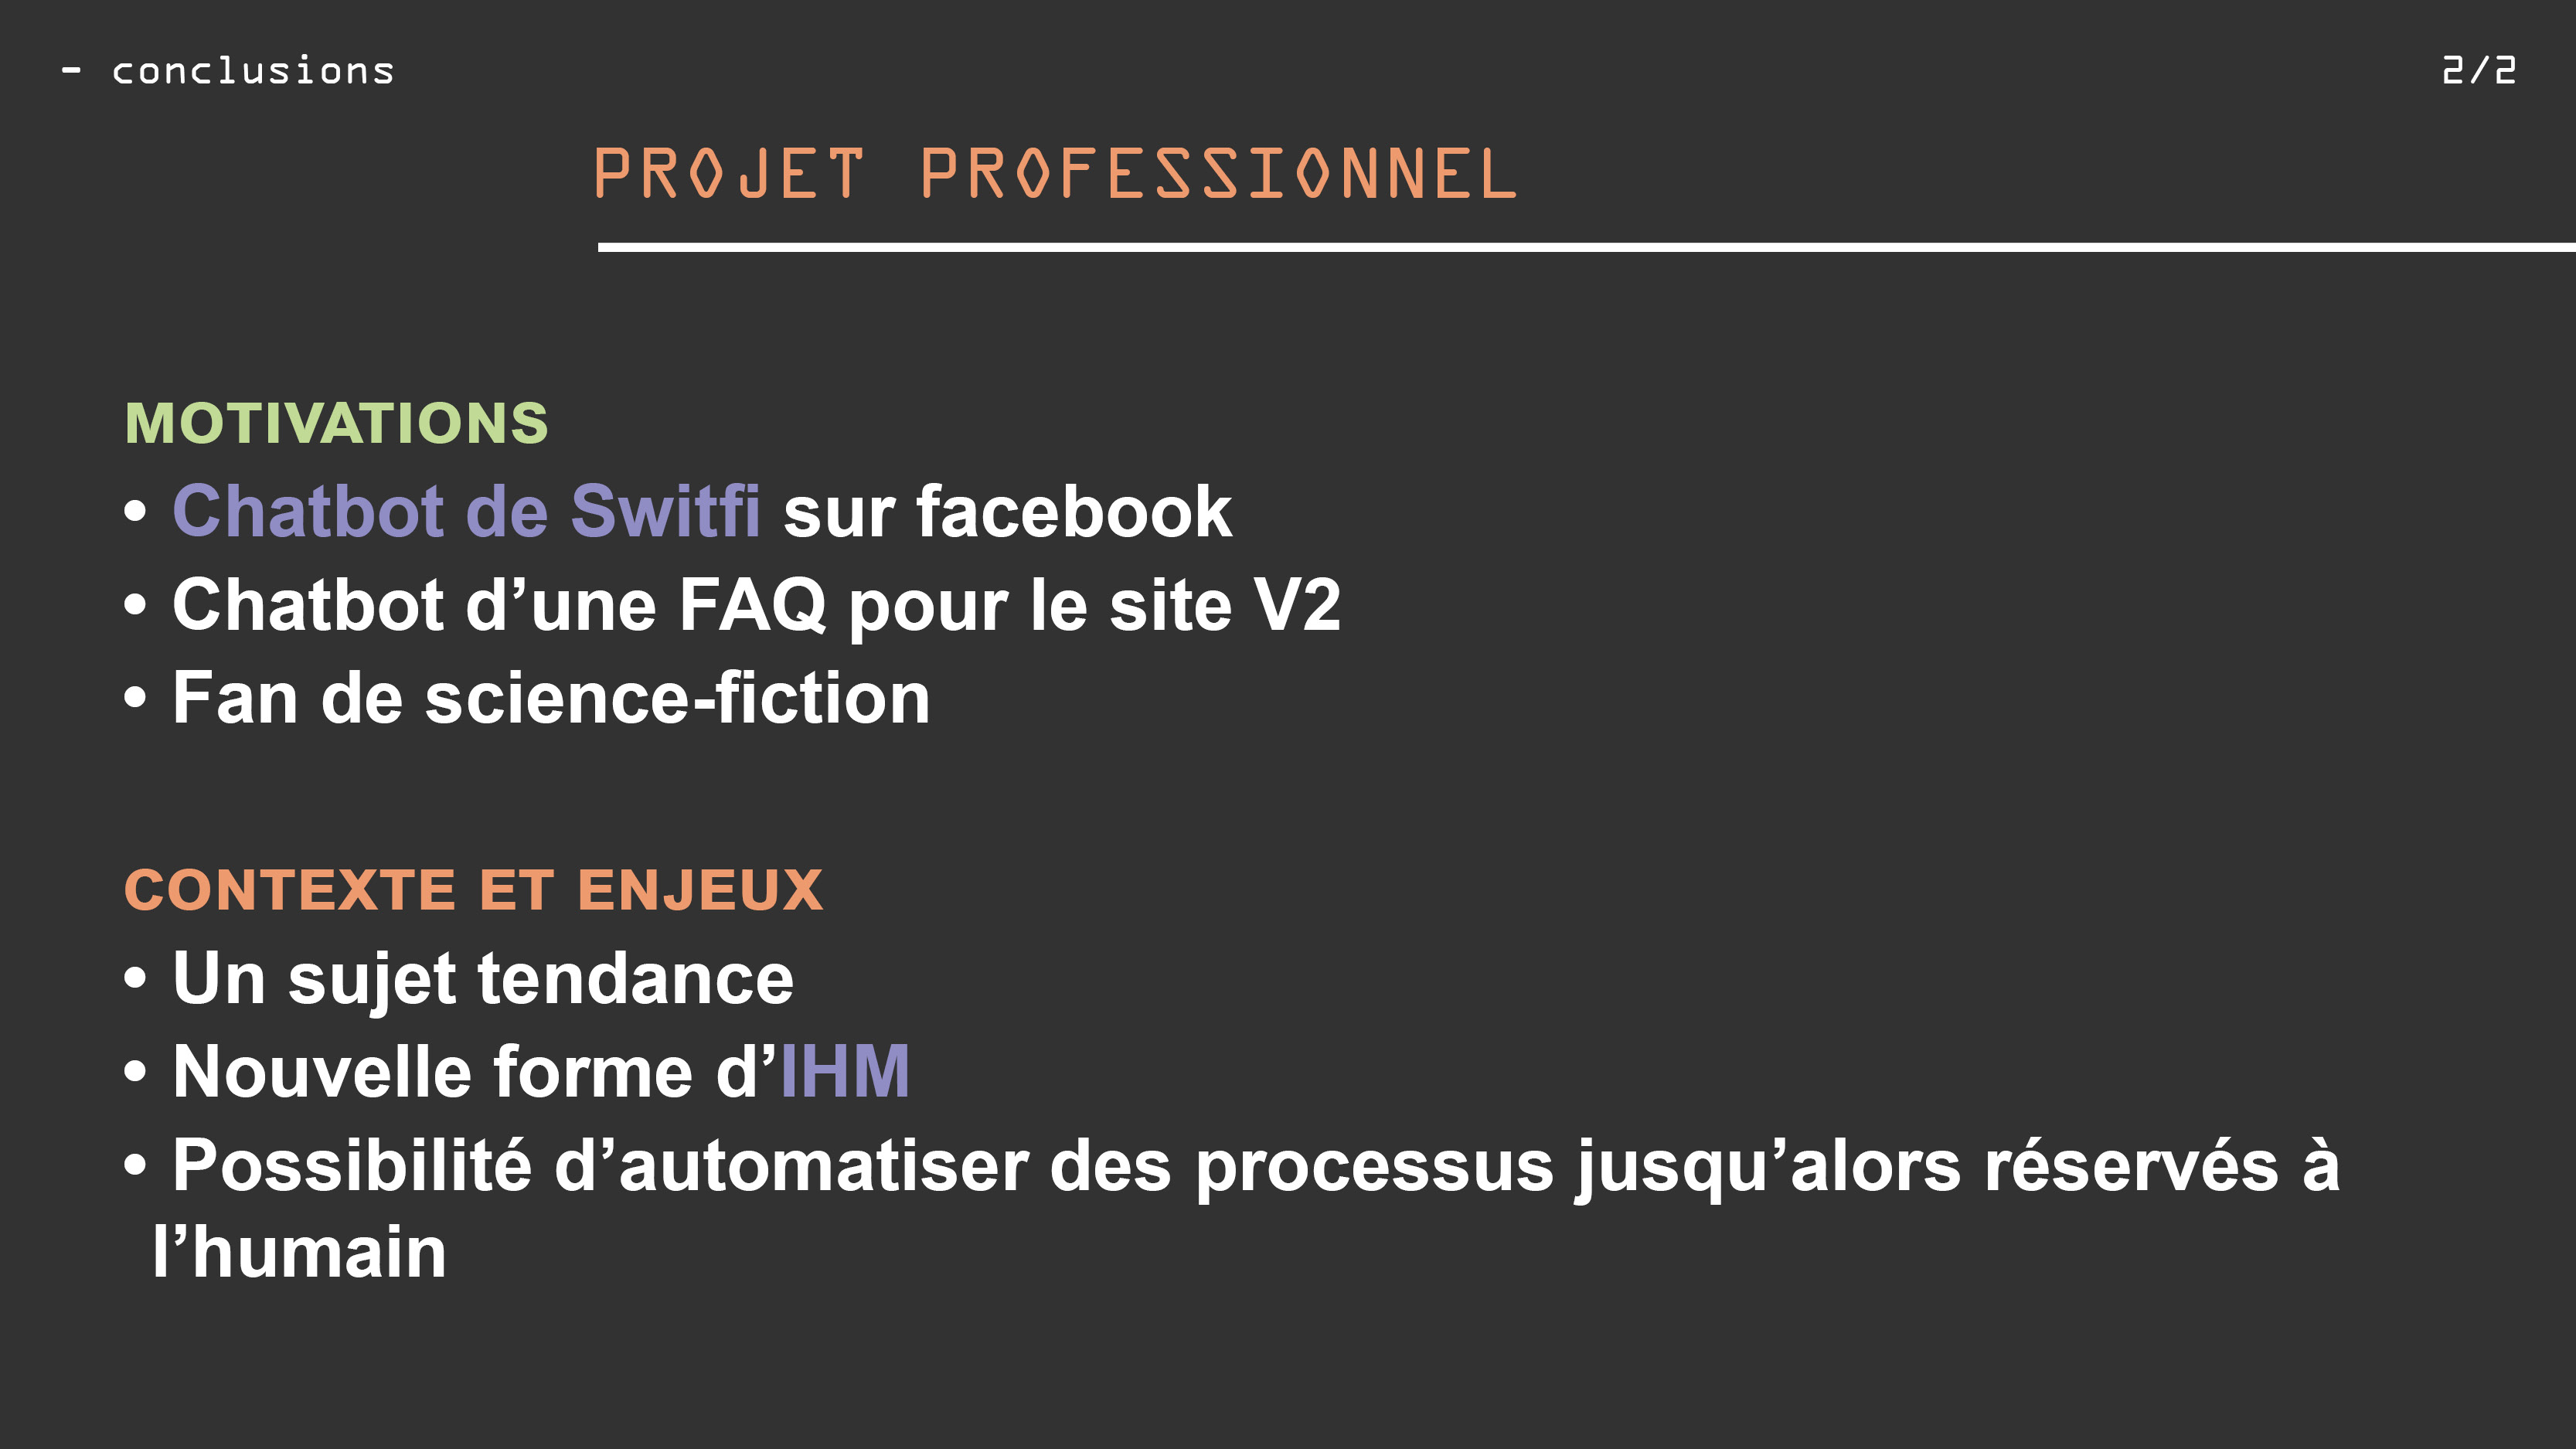 - conclusions
2/2
PROJET PROFESSIONNEL
MOTIVATIONS
• Chatbot de Switfi sur facebook
• Chatbot d’une FAQ pour le site V2
• Fan de science-fiction
CONTEXTE ET ENJEUX
• Un sujet tendance
• Nouvelle forme d’IHM
• Possibilité d’automatiser des processus jusqu’alors réservés à
l’humain